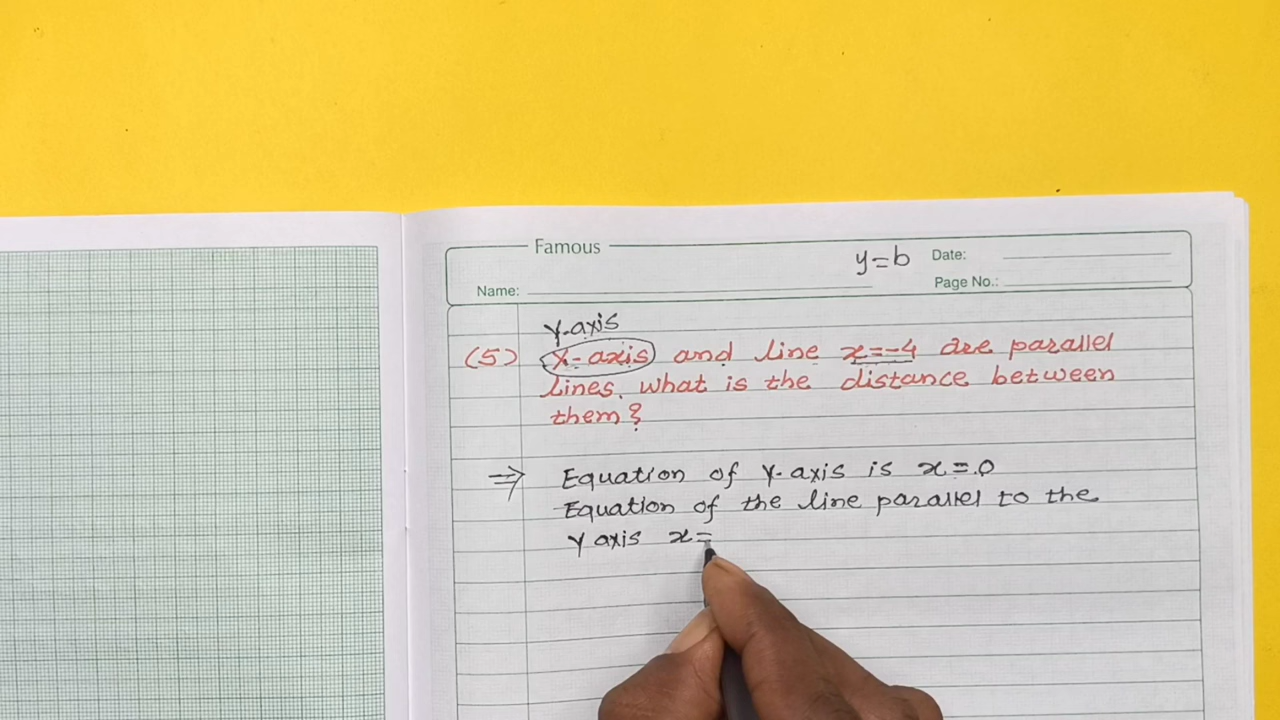 Famous
y=b
Date:
Name:
Page No.:
Y-axis
(5) X-axis and line x=-4 are parallel
lines. what is the distance between
them?
⇒ Equation of Y-axis is x=0
Equation of the line parallel to the
Y axis x=